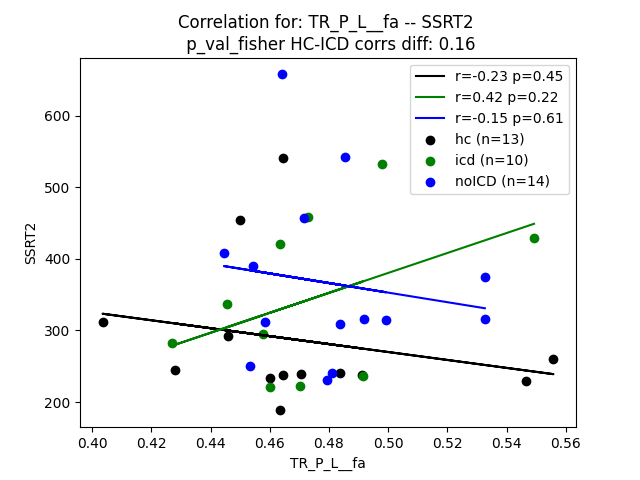 Correlation for: TR_P_L__fa -- SSRT2
p_val_fisher HC-ICD corrs diff: 0.16
r=-0.23 p=0.45
r=0.42 p=0.22
r=-0.15 p=0.61
hc (n=13)
icd (n=10)
noICD (n=14)
600
500
400
300
200
SSRT2
0.40 0.42 0.44 0.46 0.48 0.50 0.52 0.54 0.56
TR_P_L__fa